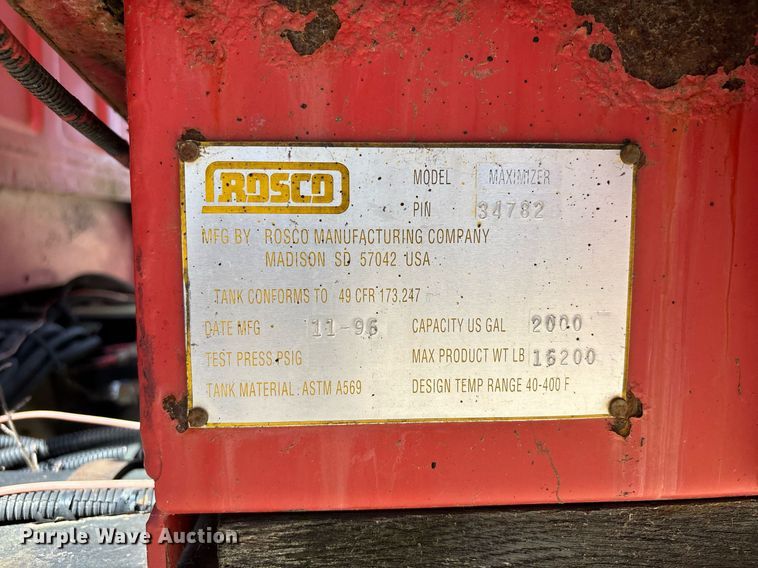 ROSCO
MODEL MAXIMIZER
PIN 34782
MFG BY ROSCO MANUFACTURING COMPANY
MADISON SD 57042 USA
TANK CONFORMS TO 49 CFR 173.247
DATE MFG 11-96 CAPACITY US GAL 2000
TEST PRESS PSIG MAX PRODUCT WT LB 16200
TANK MATERIAL ASTM A569 DESIGN TEMP RANGE 40-400 F
Purple Wave Auction